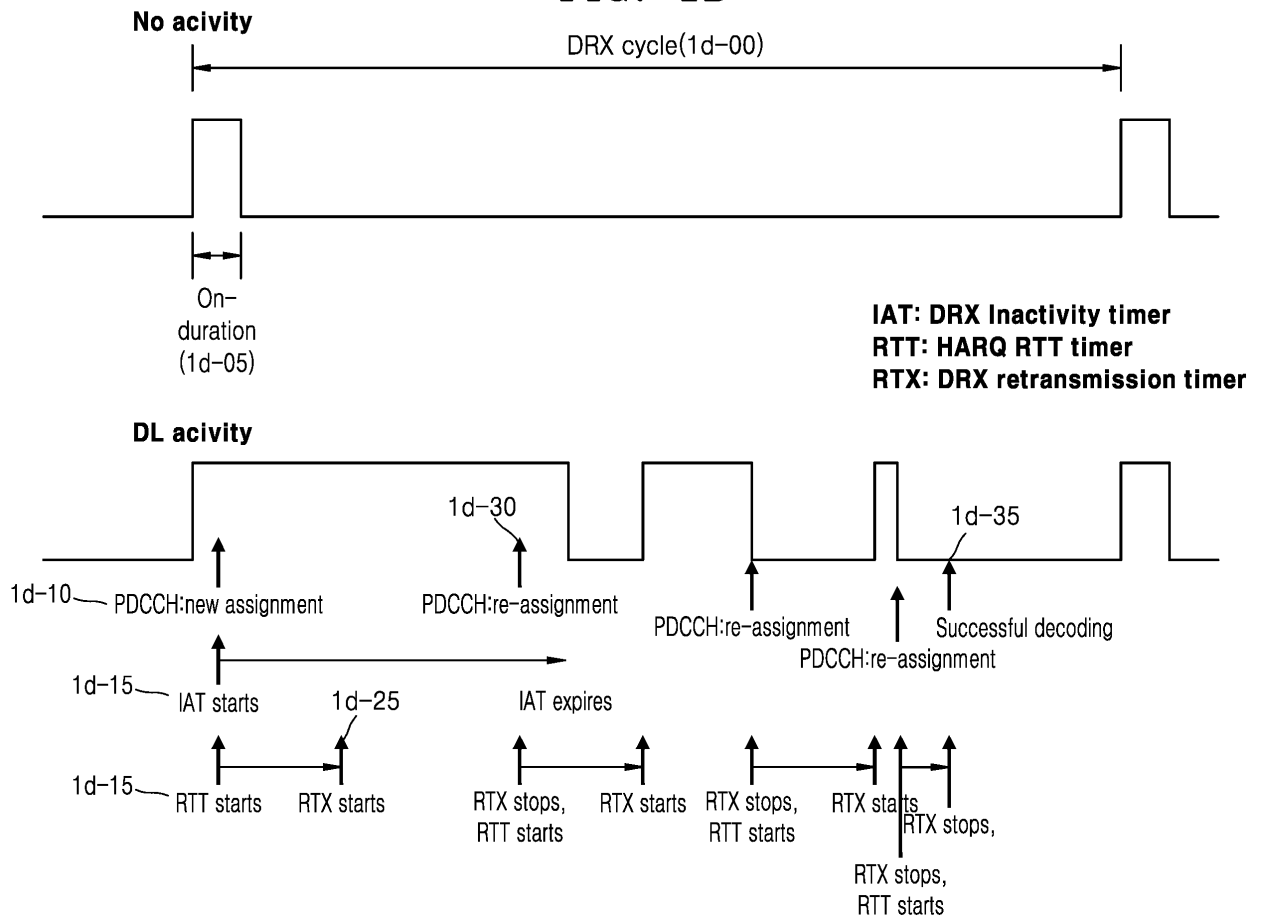 No acivity
DRX cycle(1d-00)
On-
duration
(1d-05)
IAT: DRX Inactivity timer
RTT: HARQ RTT timer
RTX: DRX retransmission timer
DL acivity
1d-30
1d-35
1d-10
PDCCH:new assignment
PDCCH:re-assignment
PDCCH:re-assignment
Successful decoding
PDCCH:re-assignment
1d-15
IAT starts
1d-25
IAT expires
1d-15
RTT starts
RTX starts
RTX stops,
RTT starts
RTX starts
RTX stops,
RTT starts
RTX starts
RTX stops,
RTX stops,
RTT starts